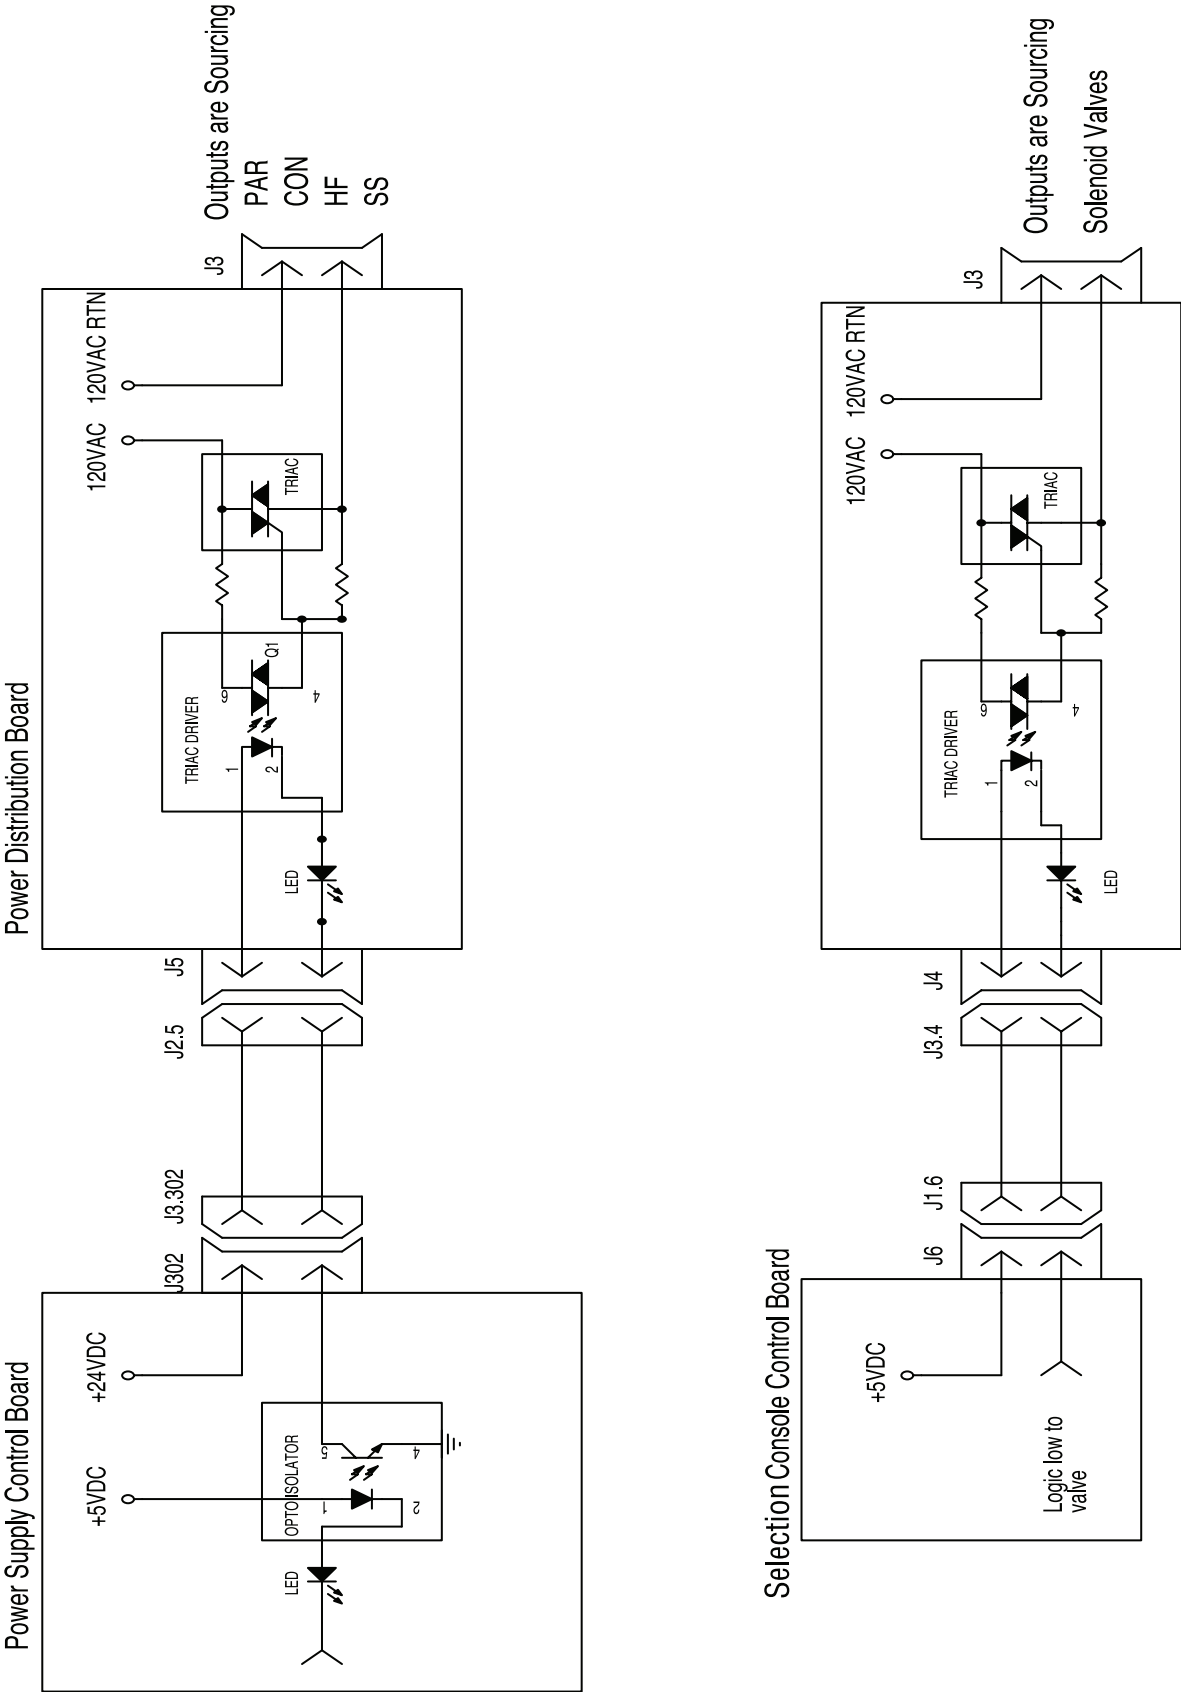 Power Supply Control Board
+5VDC
+24VDC
OPTOISOLATOR
LED
1
2
5
4
J302
J3.302
J2.5
J5
Power Distribution Board
TRIAC DRIVER
LED
1
2
6
4
Q1
TRIAC
120VAC
120VAC RTN
J3
Outputs are Sourcing
PAR
CON
HF
SS
Selection Console Control Board
+5VDC
Logic low to
valve
J6
J1.6
J3.4
J4
TRIAC DRIVER
LED
1
2
6
4
TRIAC
120VAC
120VAC RTN
J3
Outputs are Sourcing
Solenoid Valves